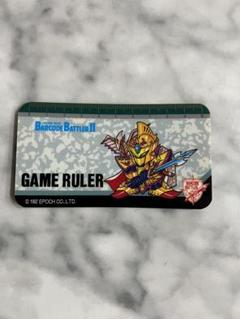 BARCODE BATTLER II
GAME RULER
© 1992 EPOCH CO., LTD.